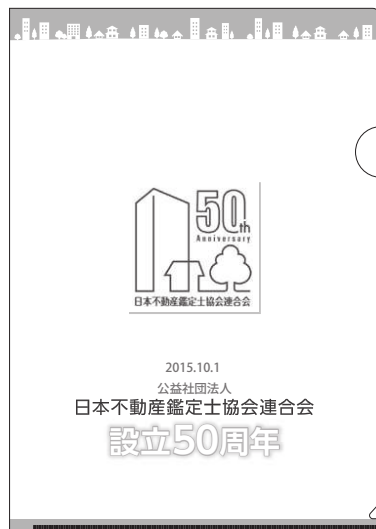 50th
Anniversary
日本不動産鑑定士協会連合会
2015.10.1
公益社団法人
日本不動産鑑定士協会連合会
設立50周年